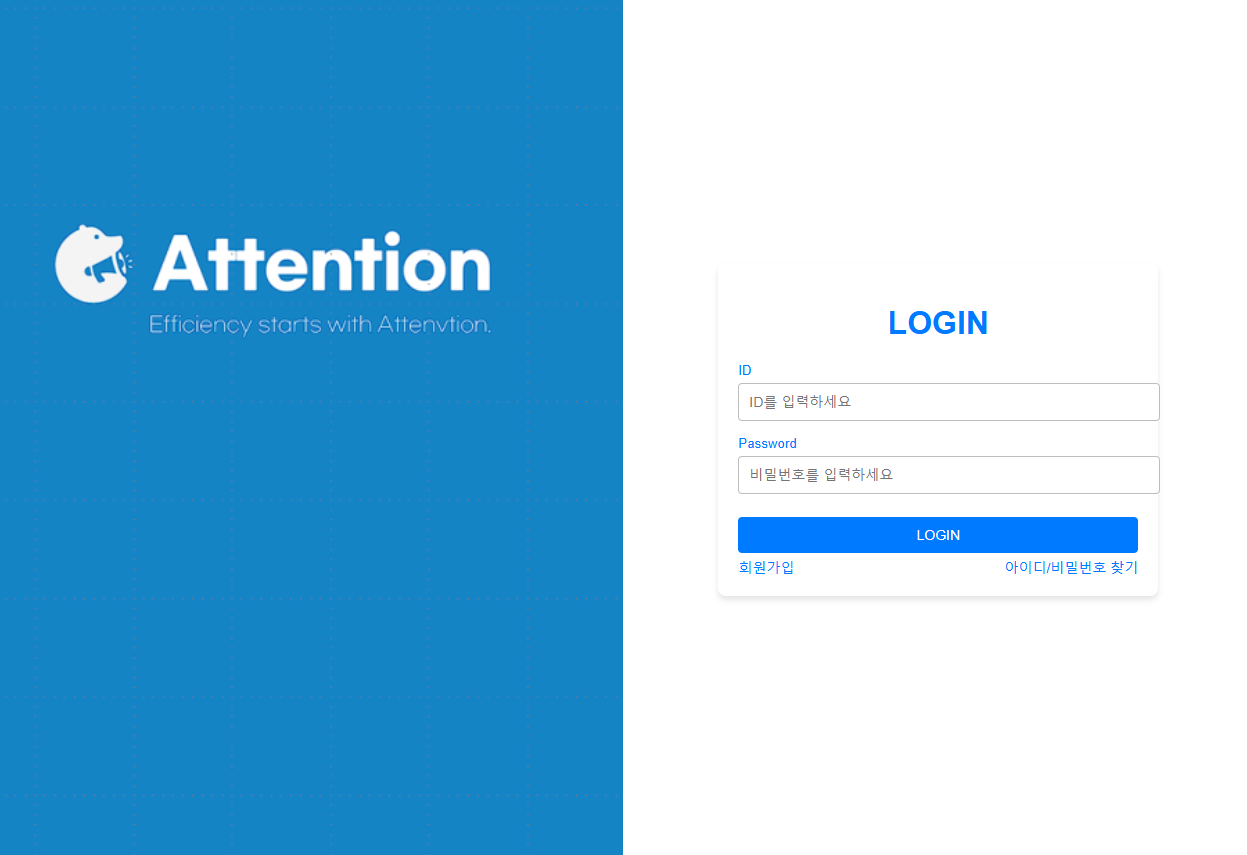 Attention
Efficiency starts with Attenvtion.
LOGIN
ID
ID를 입력하세요
Password
비밀번호를 입력하세요
LOGIN
회원가입 아이디/비밀번호 찾기